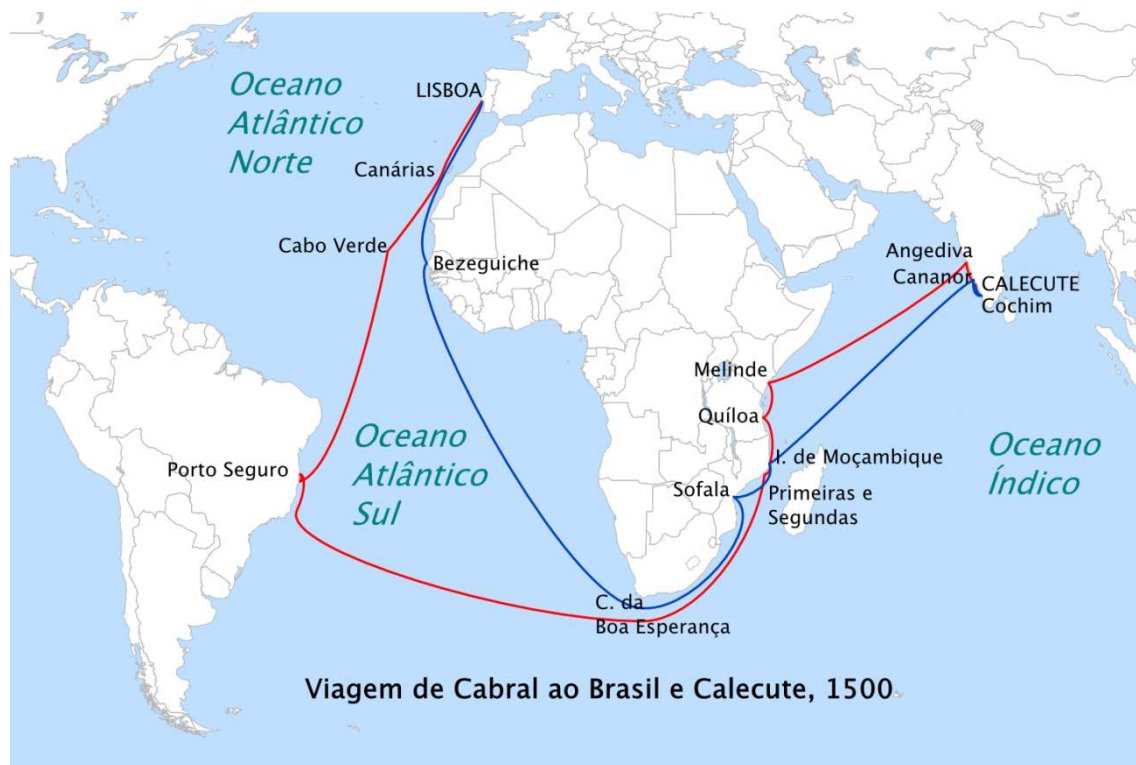 Oceano
Atlântico
Norte
LISBOA
Canárias
Cabo Verde
Bezeguiche
Angediva
Cananor
CALECUTE
Cochim
Melinde
Quíloa
Oceano
Atlântico
Sul
Oceano
Índico
Porto Seguro
I. de Moçambique
Sofala
Primeiras e
Segundas
C. da
Boa Esperança
Viagem de Cabral ao Brasil e Calecute, 1500